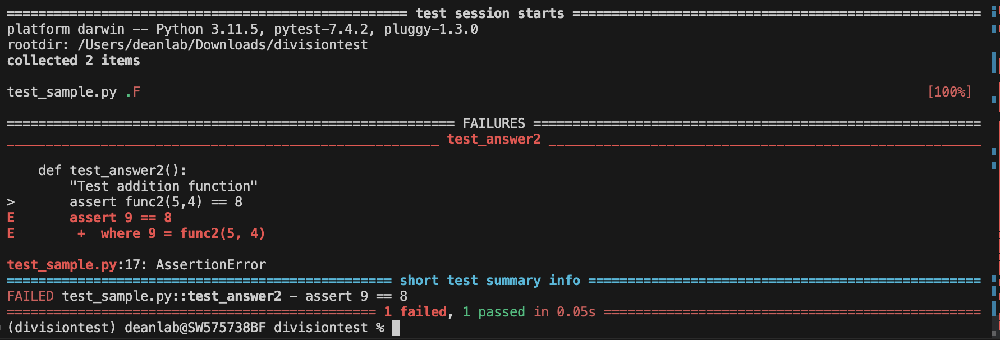 ============================ test session starts ============================
platform darwin -- Python 3.11.5, pytest-7.4.2, pluggy-1.3.0
rootdir: /Users/deanlab/Downloads/divisiontest
collected 2 items
test_sample.py .F [100%]
============================ FAILURES ============================
____________________________ test_answer2 ____________________________
def test_answer2():
"Test addition function"
> assert func2(5,4) == 8
E assert 9 == 8
E + where 9 = func2(5, 4)
test_sample.py:17: AssertionError
============================ short test summary info ============================
FAILED test_sample.py::test_answer2 - assert 9 == 8
============================ 1 failed, 1 passed in 0.05s ============================
(divisiontest) deanlab@SW575738BF divisiontest %